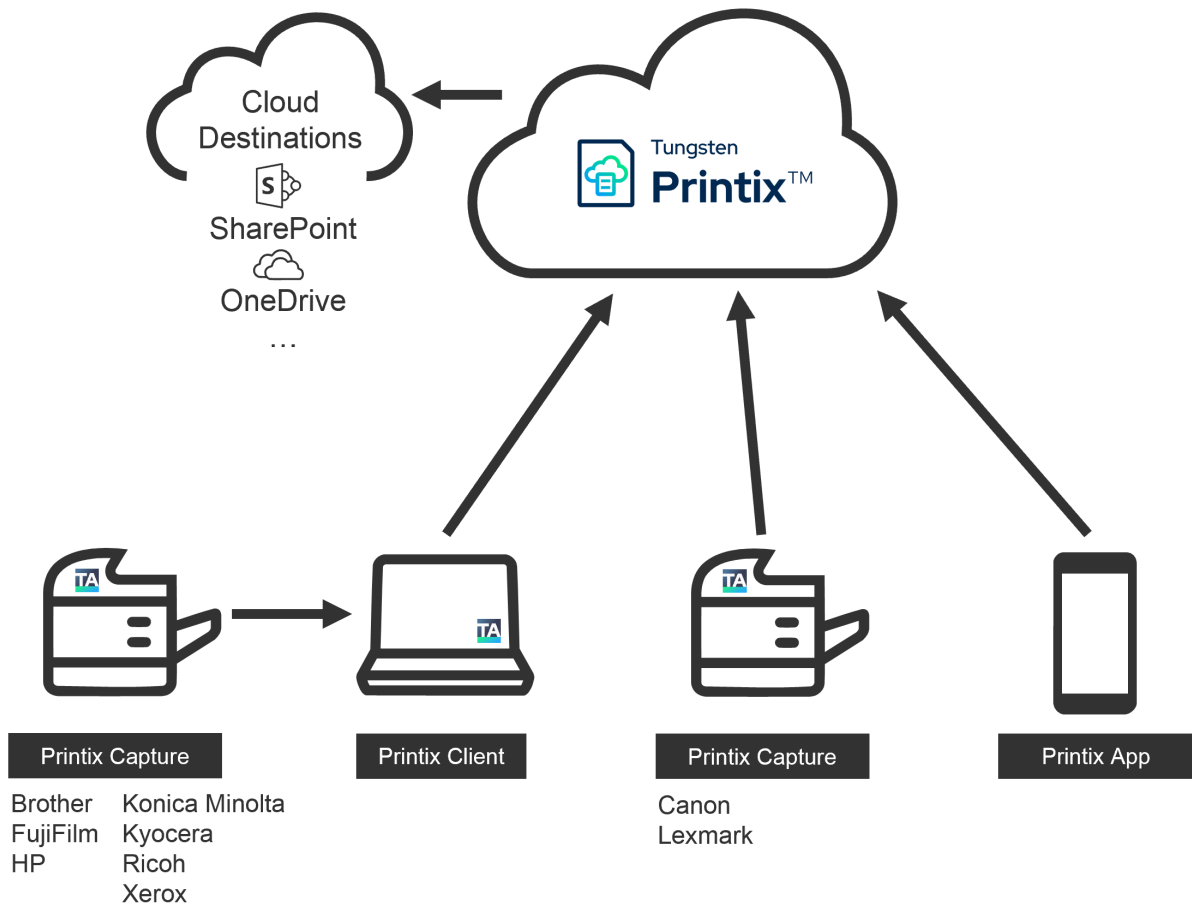 Cloud
Destinations
S
SharePoint
OneDrive
...
Tungsten
Printix™
TA
TA
TA
Printix Capture
Printix Client
Printix Capture
Printix App
Brother
FujiFilm
HP
Konica Minolta
Kyocera
Ricoh
Xerox
Canon
Lexmark